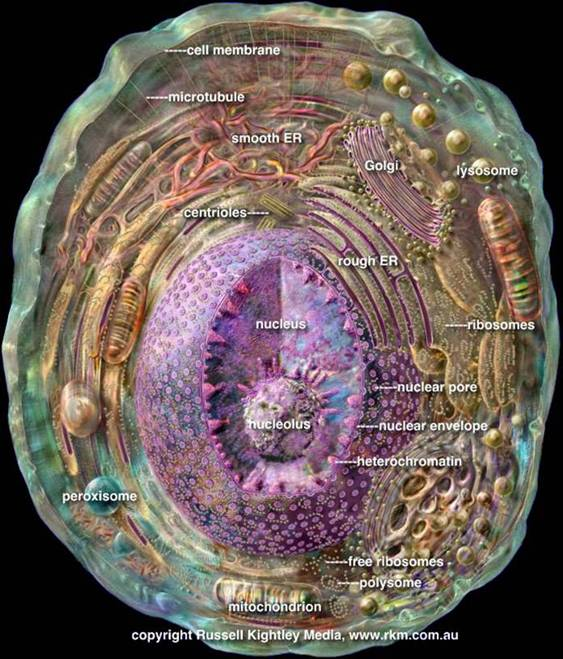 -----cell membrane
-----microtubule
smooth ER
Golgi
lysosome
centrioles----
rough ER
nucleus
----ribosomes
----nuclear pore
nucleolus
----nuclear envelope
----heterochromatin
peroxisome
----free ribosomes
----polysome
mitochondrion
copyright Russell Kightley Media, www.rkm.com.au